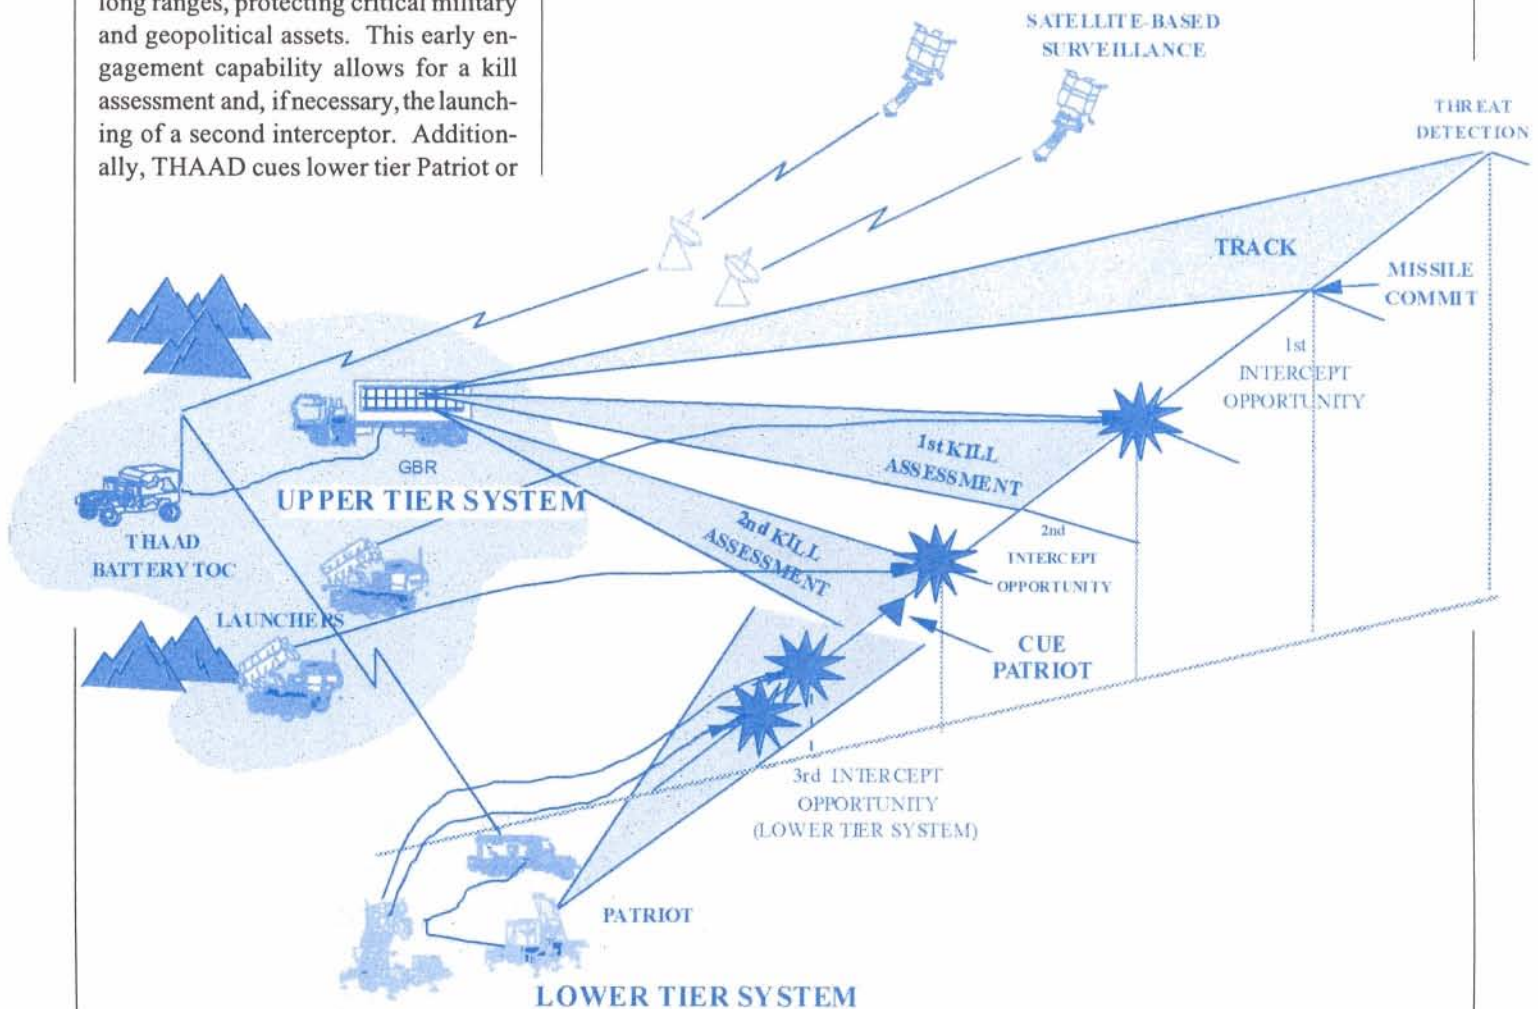 long ranges, protecting critical military
and geopolitical assets. This early en-
gagement capability allows for a kill
assessment and, if necessary, the launch-
ing of a second interceptor. Addition-
ally, THAAD cues lower tier Patriot or
SATELLITE-BASED
SURVEILLANCE
THREAT
DETECTION
TRACK
MISSILE
COMMIT
1st
INTERCEPT
OPPORTUNITY
1st KILL
ASSESSMENT
GBR
UPPER TIER SYSTEM
2nd KILL
ASSESSMENT
2nd
INTERCEPT
OPPORTUNITY
THAAD
BATTERY TOC
LAUNCHERS
CUE
PATRIOT
3rd INTERCEPT
OPPORTUNITY
(LOWER TIER SYSTEM)
PATRIOT
LOWER TIER SYSTEM